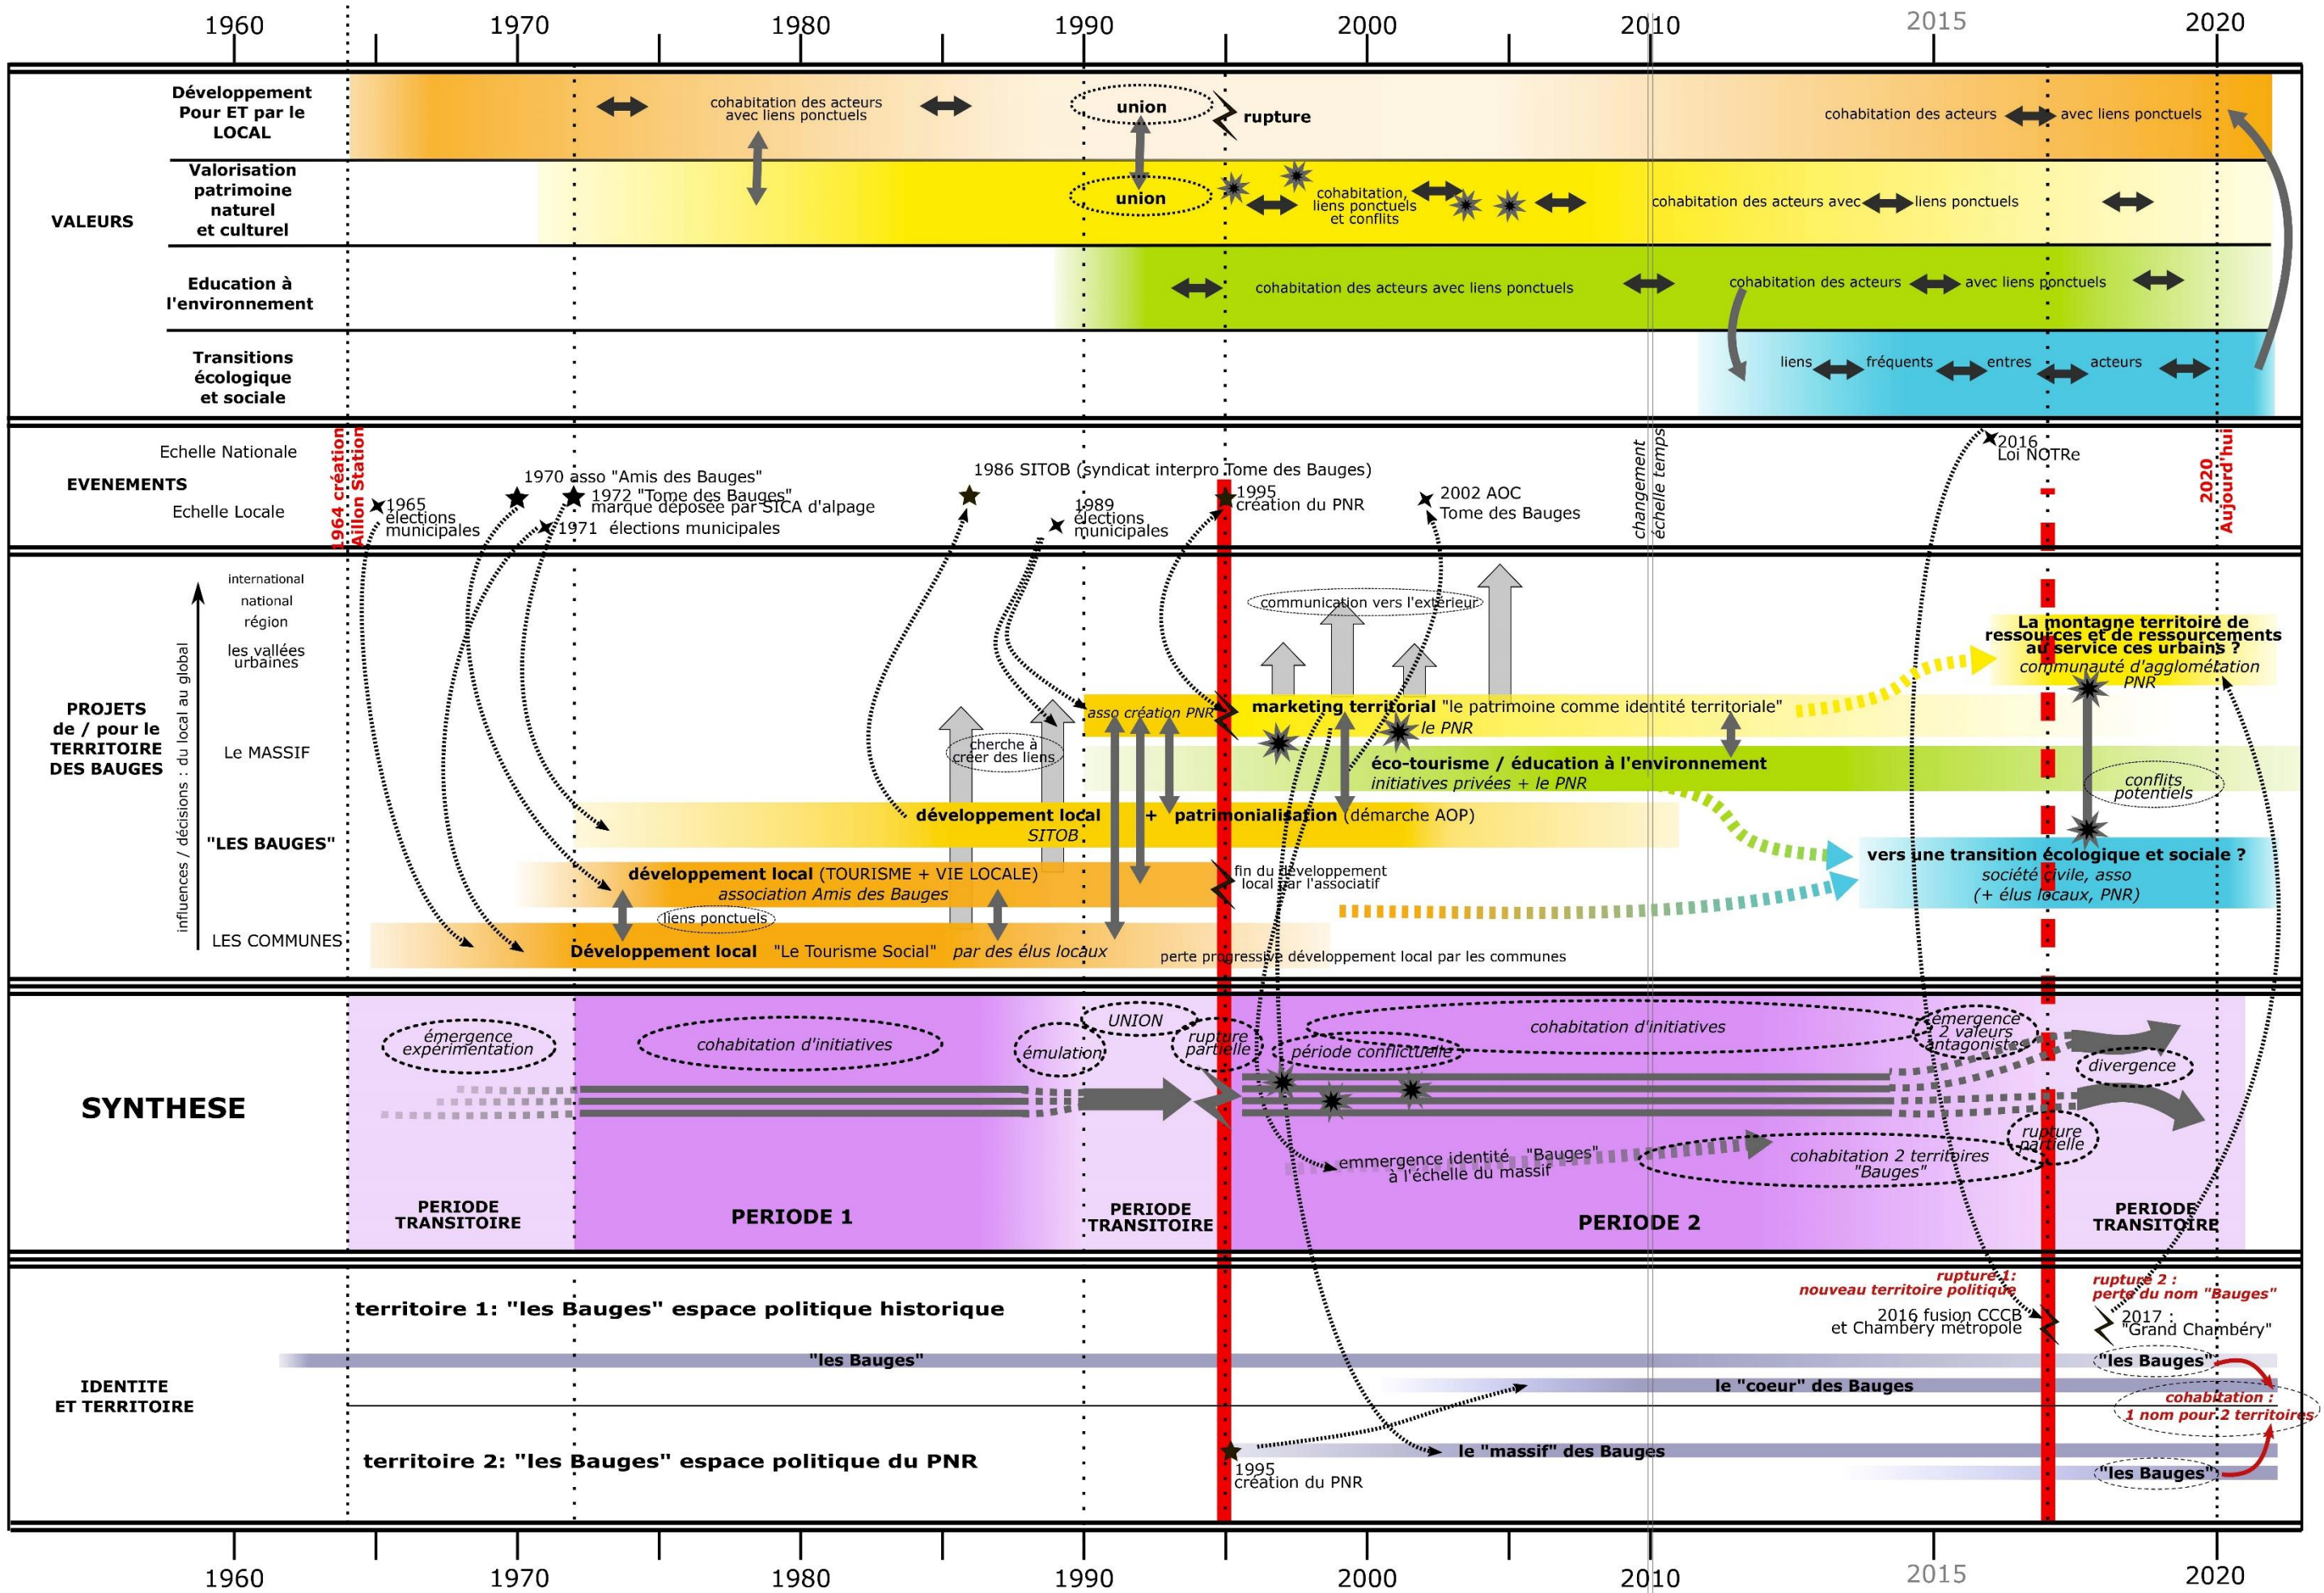 1960
1970
1980
1990
2000
2010
2015
2020
VALEURS
Développement
Pour ET par le
LOCAL
cohabitation des acteurs
avec liens ponctuels
union
rupture
cohabitation des acteurs
avec liens ponctuels
Valorisation
patrimoine
naturel
et culturel
union
cohabitation,
liens ponctuels
et conflits
cohabitation des acteurs avec
liens ponctuels
Education à
l'environnement
cohabitation des acteurs avec liens ponctuels
cohabitation des acteurs
avec liens ponctuels
Transitions
écologique
et sociale
liens
fréquents
entres
acteurs
EVENEMENTS
Echelle Nationale
Echelle Locale
1964 création
Aillon Station
1965
élections
municipales
1970 asso "Amis des Bauges"
1972 "Tome des Bauges"
marque déposée par SICA d'alpage
1971 élections municipales
1986 SITOB (syndicat interpro Tome des Bauges)
1989
élections
municipales
1995
création du PNR
2002 AOC
Tome des Bauges
changement
échelle temps
2016
Loi NOTRe
2020
Aujourd'hui
PROJETS
de / pour le
TERRITOIRE
DES BAUGES
influences / décisions : du local au global
international
national
région
les vallées
urbaines
Le MASSIF
"LES BAUGES"
LES COMMUNES
communication vers l'extérieur
La montagne territoire de
ressources et de ressourcements
au service ces urbains ?
communauté d'agglomération
PNR
asso création PNR
marketing territorial "le patrimoine comme identité territoriale"
le PNR
cherche à
créer des liens
éco-tourisme / éducation à l'environnement
initiatives privées + le PNR
conflits
potentiels
développement local
+ patrimonialisation (démarche AOP)
SITOB
vers une transition écologique et sociale ?
société civile, asso
(+ élus locaux, PNR)
développement local (TOURISME + VIE LOCALE)
association Amis des Bauges
fin du développement
local par l'associatif
liens ponctuels
Développement local "Le Tourisme Social" par des élus locaux
perte progressive développement local par les communes
SYNTHESE
émergence
expérimentation
cohabitation d'initiatives
émulation
UNION
rupture
partielle
période conflictuelle
cohabitation d'initiatives
émergence
2 valeurs
antagonistes
divergence
rupture
partielle
emmergence identité "Bauges"
à l'échelle du massif
cohabitation 2 territoires
"Bauges"
PERIODE
TRANSITOIRE
PERIODE 1
PERIODE
TRANSITOIRE
PERIODE 2
PERIODE
TRANSITOIRE
IDENTITE
ET TERRITOIRE
territoire 1: "les Bauges" espace politique historique
rupture 1:
nouveau territoire politique
2016 fusion CCCB
et Chambéry métropole
rupture 2 :
perte du nom "Bauges"
2017 :
"Grand Chambéry"
"les Bauges"
"les Bauges"
le "coeur" des Bauges
cohabitation :
1 nom pour 2 territoires
territoire 2: "les Bauges" espace politique du PNR
le "massif" des Bauges
1995
création du PNR
"les Bauges"
1960
1970
1980
1990
2000
2010
2015
2020